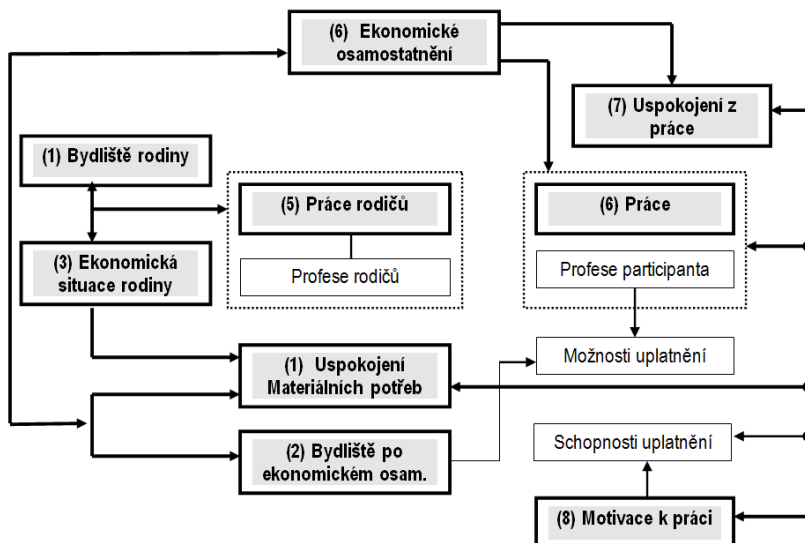 (6) Ekonomické
osamostatnění
(7) Uspokojení z
práce
(1) Bydliště rodiny
(5) Práce rodičů
(6) Práce
(3) Ekonomická
situace rodiny
Profese rodičů
Profese participanta
(1) Uspokojení
Materiálních potřeb
Možnosti uplatnění
(2) Bydliště po
ekonomickém osam.
Schopnosti uplatnění
(8) Motivace k práci